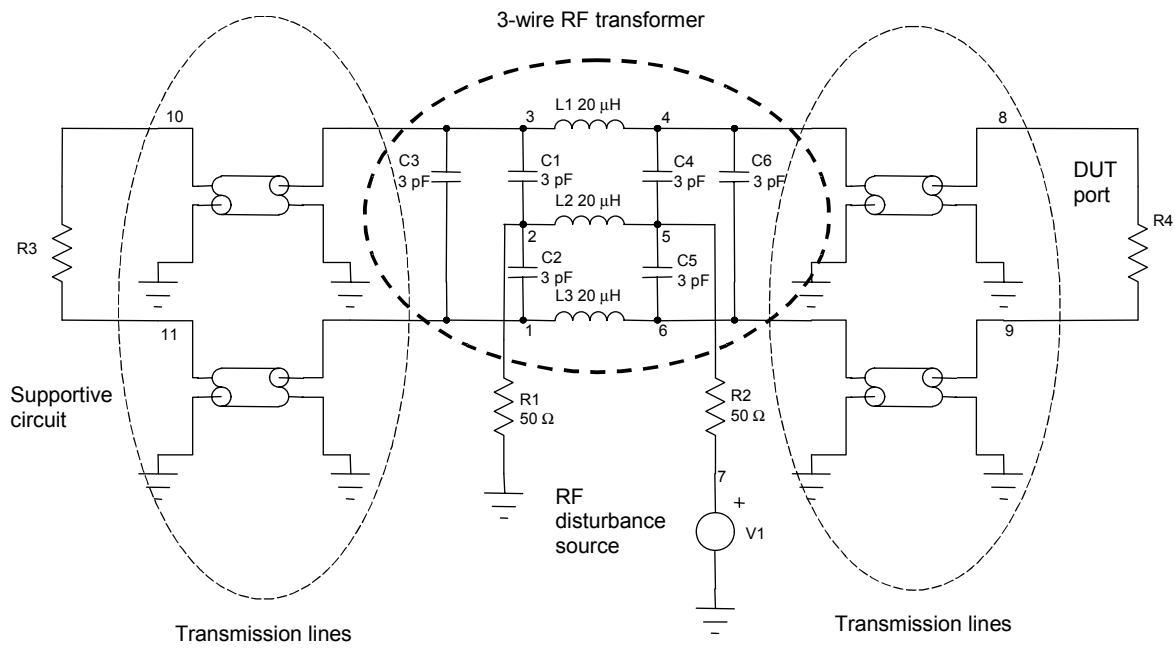 3-wire RF transformer
10
3
L1 20 μH
4
8
C3
3 pF
C1
3 pF
C4
3 pF
C6
3 pF
DUT
port
L2 20 μH
2
5
R3
R4
C2
3 pF
C5
3 pF
L3 20 μH
11
1
6
9
Supportive
circuit
R1
50 Ω
R2
50 Ω
7
RF
disturbance
source
+
V1
Transmission lines
Transmission lines